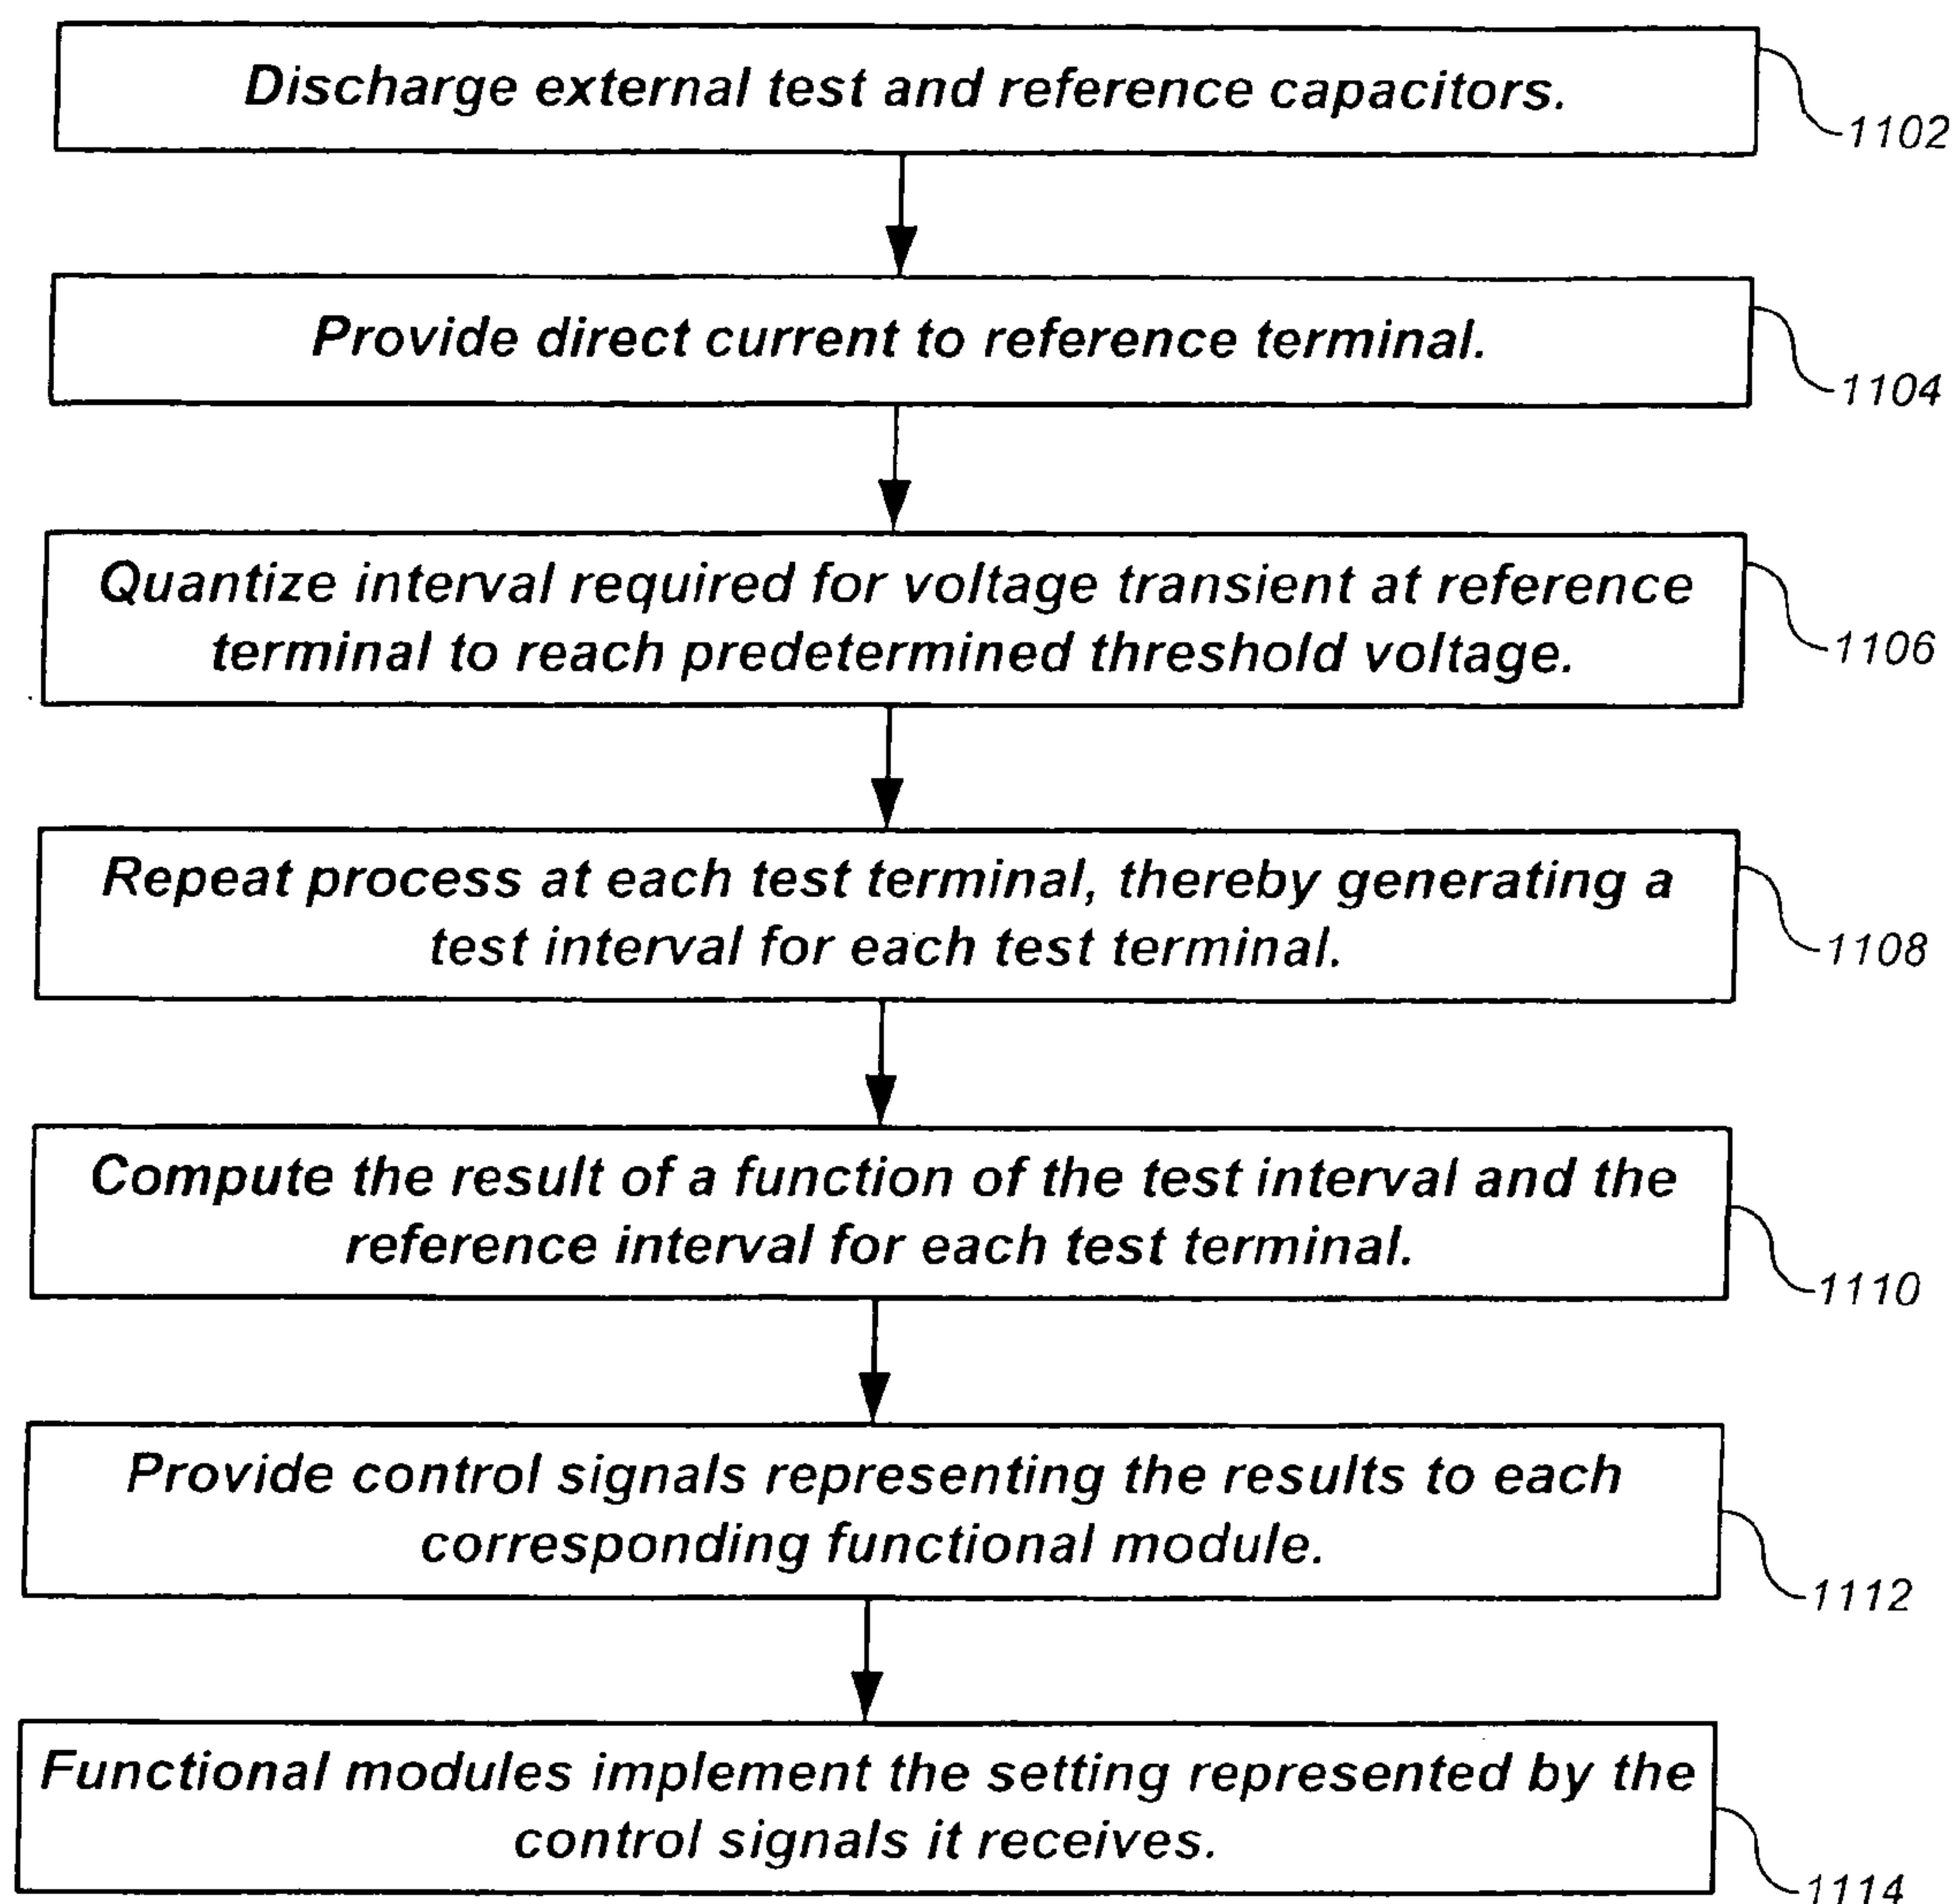 Discharge external test and reference capacitors.
1102
Provide direct current to reference terminal.
1104
Quantize interval required for voltage transient at reference
terminal to reach predetermined threshold voltage.
1106
Repeat process at each test terminal, thereby generating a
test interval for each test terminal.
1108
Compute the result of a function of the test interval and the
reference interval for each test terminal.
1110
Provide control signals representing the results to each
corresponding functional module.
1112
Functional modules implement the setting represented by the
control signals it receives.
1114